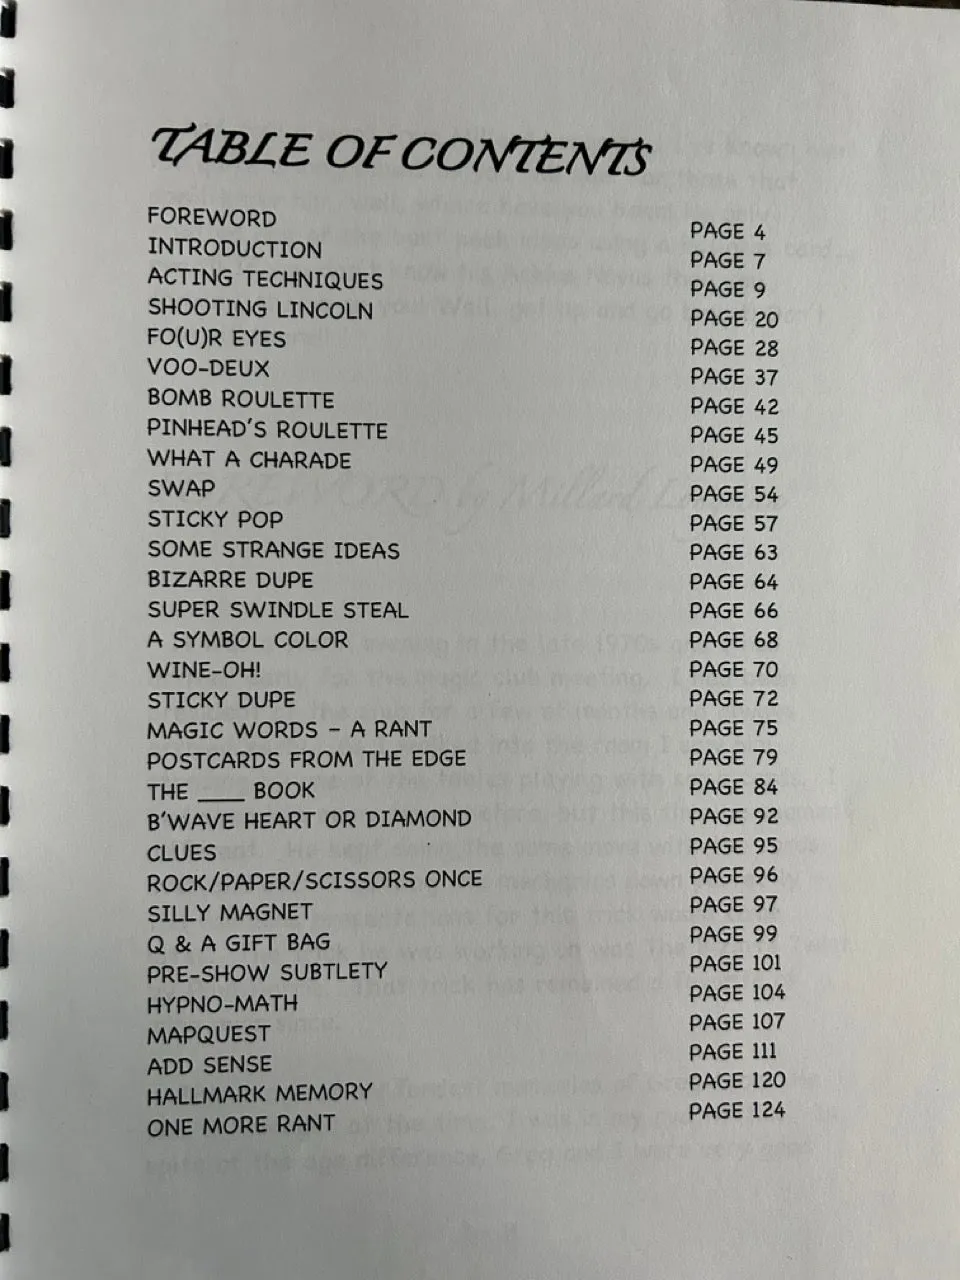 TABLE OF CONTENTS
FOREWORD PAGE 4
INTRODUCTION PAGE 7
ACTING TECHNIQUES PAGE 9
SHOOTING LINCOLN PAGE 20
FO(U)R EYES PAGE 28
VOO-DEUX PAGE 37
BOMB ROULETTE PAGE 42
PINHEAD'S ROULETTE PAGE 45
WHAT A CHARADE PAGE 49
SWAP PAGE 54
STICKY POP PAGE 57
SOME STRANGE IDEAS PAGE 63
BIZARRE DUPE PAGE 64
SUPER SWINDLE STEAL PAGE 66
A SYMBOL COLOR PAGE 68
WINE-OH! PAGE 70
STICKY DUPE PAGE 72
MAGIC WORDS – A RANT PAGE 75
POSTCARDS FROM THE EDGE PAGE 79
THE ____ BOOK PAGE 84
B'WAVE HEART OR DIAMOND PAGE 92
CLUES PAGE 95
ROCK/PAPER/SCISSORS ONCE PAGE 96
SILLY MAGNET PAGE 97
Q & A GIFT BAG PAGE 99
PRE-SHOW SUBTLETY PAGE 101
HYPNO-MATH PAGE 104
MAPQUEST PAGE 107
ADD SENSE PAGE 111
HALLMARK MEMORY PAGE 120
ONE MORE RANT PAGE 124